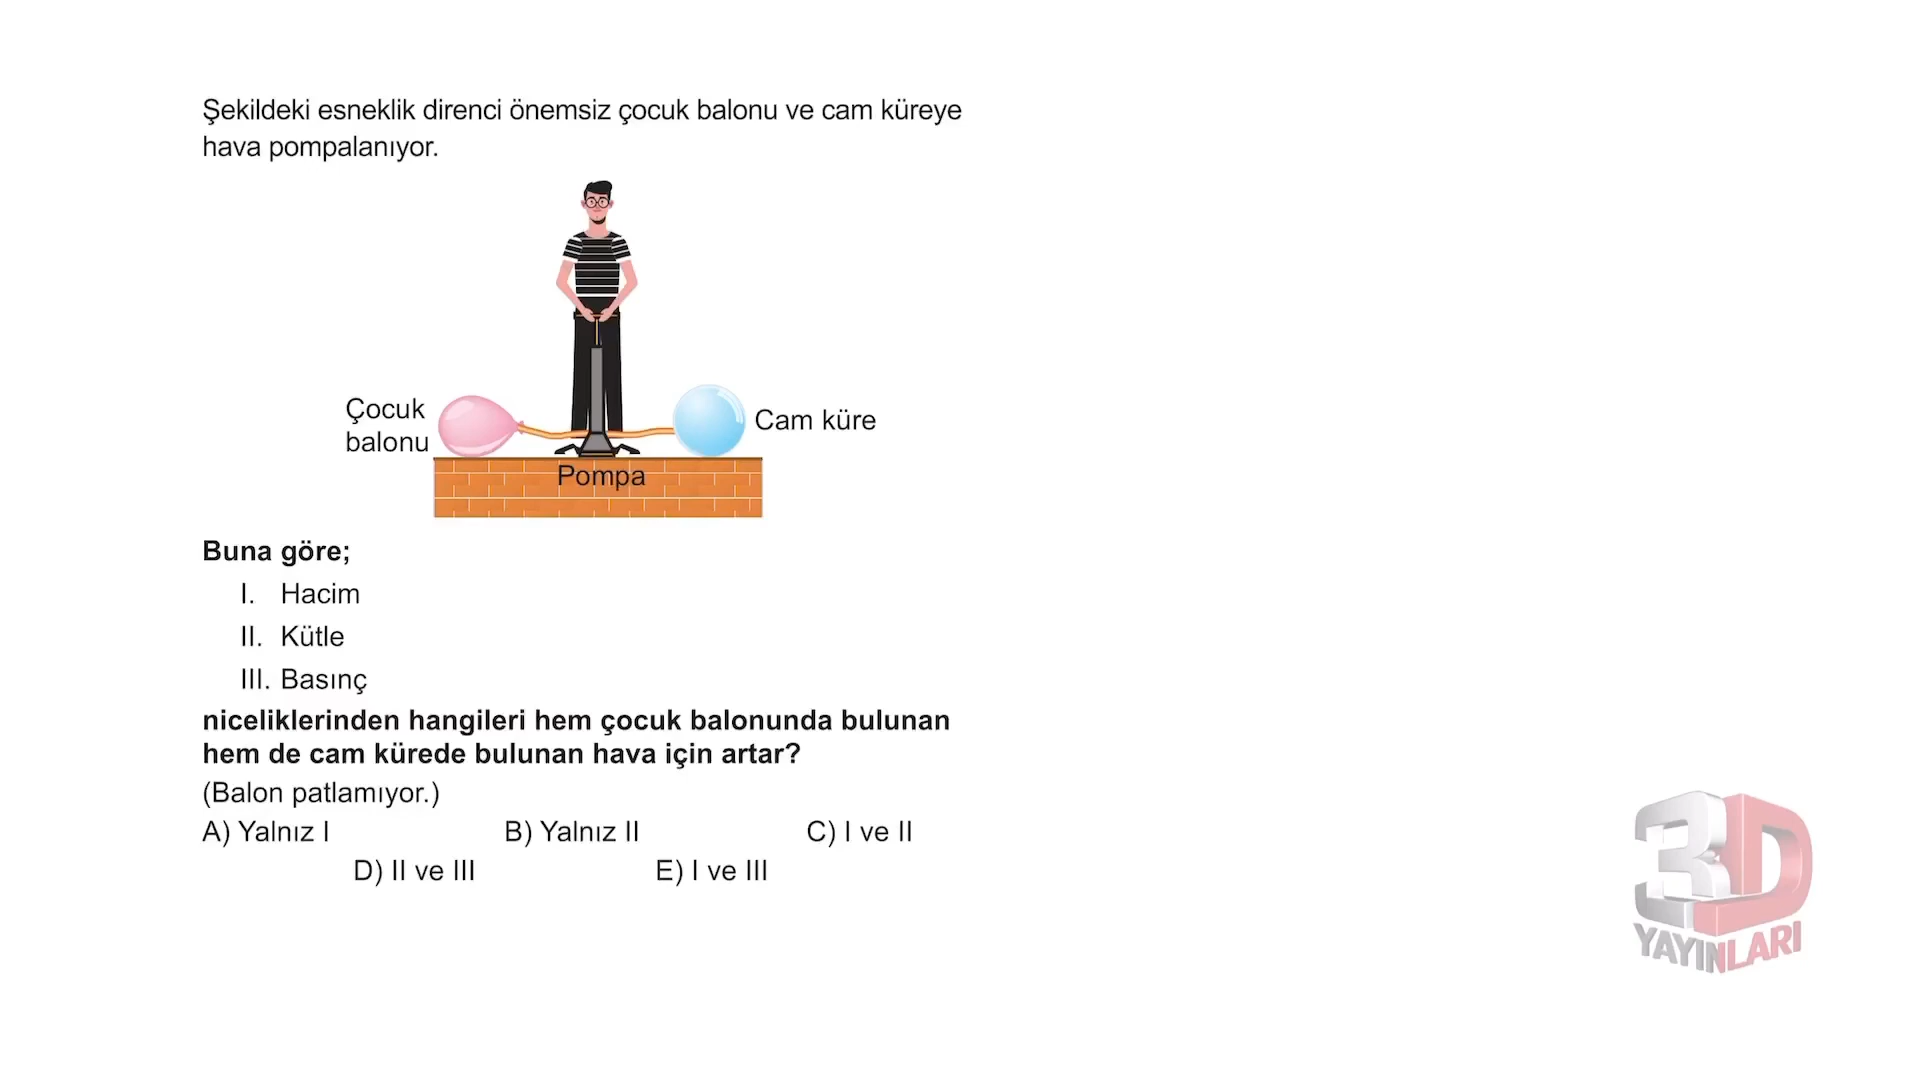 Şekildeki esneklik direnci önemsiz çocuk balonu ve cam küreye
hava pompalanıyor.
Çocuk
balonu
Cam küre
Pompa
Buna göre;
I. Hacim
II. Kütle
III. Basınç
niceliklerinden hangileri hem çocuk balonunda bulunan
hem de cam kürede bulunan hava için artar?
(Balon patlamıyor.)
A) Yalnız I B) Yalnız II C) I ve II
D) II ve III E) I ve III
3D
YAYINLARI